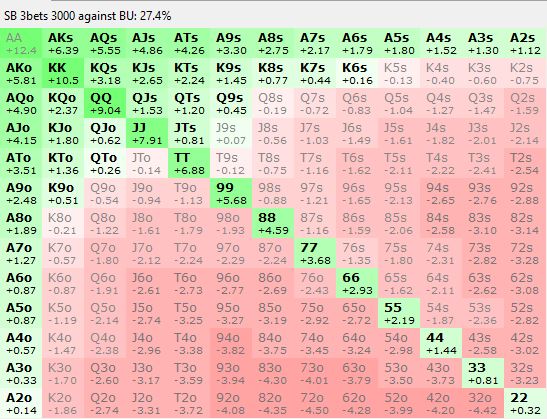 SB 3bets 3000 against BU: 27.4%
AA AKs AQs AJs ATs A9s A8s A7s A6s A5s A4s A3s A2s
+12.4 +6.39 +5.55 +4.86 +4.26 +3.30 +2.75 +2.17 +1.79 +1.80 +1.52 +1.30 +1.12
AKo KK KQs KJs KTs K9s K8s K7s K6s K5s K4s K3s K2s
+5.81 +10.5 +3.18 +2.65 +2.24 +1.45 +0.77 +0.44 +0.16 -0.13 -0.40 -0.60 -0.75
AQo KQo QQ QJs QTs Q9s Q8s Q7s Q6s Q5s Q4s Q3s Q2s
+4.90 +2.37 +9.04 +1.53 +1.20 +0.45 -0.19 -0.72 -0.83 -1.04 -1.27 -1.47 -1.59
AJo KJo QJo JJ JTs J9s J8s J7s J6s J5s J4s J3s J2s
+4.15 +1.80 +0.62 +7.91 +0.81 +0.07 -0.56 -1.03 -1.49 -1.61 -1.81 -2.01 -2.14
ATo KTo QTo JTo TT T9s T8s T7s T6s T5s T4s T3s T2s
+3.51 +1.36 +0.26 -0.14 +6.88 -0.12 -0.75 -1.16 -1.62 -2.11 -2.22 -2.41 -2.54
A9o K9o Q9o J9o T9o 99 98s 97s 96s 95s 94s 93s 92s
+2.48 +0.51 -0.54 -0.94 -1.13 +5.68 -0.88 -1.21 -1.65 -2.13 -2.65 -2.76 -2.88
A8o K8o Q8o J8o T8o 98o 88 87s 86s 85s 84s 83s 82s
+1.89 -0.21 -1.22 -1.61 -1.79 -1.93 +4.59 -1.16 -1.59 -2.06 -2.58 -3.10 -3.14
A7o K7o Q7o J7o T7o 97o 87o 77 76s 75s 74s 73s 72s
+1.27 -0.57 -1.80 -2.12 -2.24 -2.29 -2.24 +3.68 -1.35 -1.80 -2.31 -2.82 -3.28
A6o K6o Q6o J6o T6o 96o 86o 76o 66 65s 64s 63s 62s
+0.87 -0.87 -1.91 -2.61 -2.73 -2.77 -2.69 -2.43 +2.93 -1.62 -2.11 -2.62 -3.08
A5o K5o Q5o J5o T5o 95o 85o 75o 65o 55 54s 53s 52s
+0.87 -1.19 -2.14 -2.74 -3.25 -3.27 -3.19 -2.92 -2.72 +2.19 -1.87 -2.36 -2.82
A4o K4o Q4o J4o T4o 94o 84o 74o 64o 54o 44 43s 42s
+0.57 -1.47 -2.38 -2.96 -3.38 -3.82 -3.75 -3.45 -3.24 -2.98 +1.44 -2.58 -3.02
A3o K3o Q3o J3o T3o 93o 83o 73o 63o 53o 43o 33 32s
+0.33 -1.70 -2.60 -3.17 -3.59 -3.94 -4.30 -4.01 -3.79 -3.50 -3.73 +0.81 -3.23
A2o K2o Q2o J2o T2o 92o 82o 72o 62o 52o 42o 32o 22
+0.14 -1.86 -2.74 -3.31 -3.72 -4.08 -4.35 -4.50 -4.28 -3.99 -4.20 -4.42 +0.32